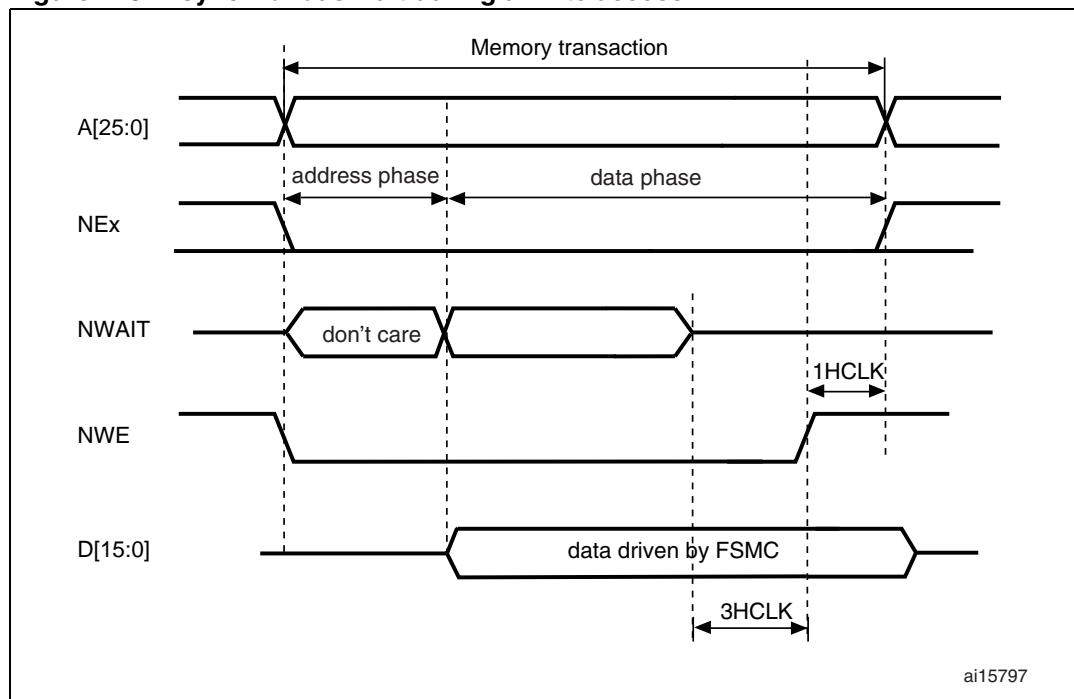 Memory transaction
A[25:0]
address phase
data phase
NEx
NWAIT
don't care
1HCLK
NWE
D[15:0]
data driven by FSMC
3HCLK
ai15797